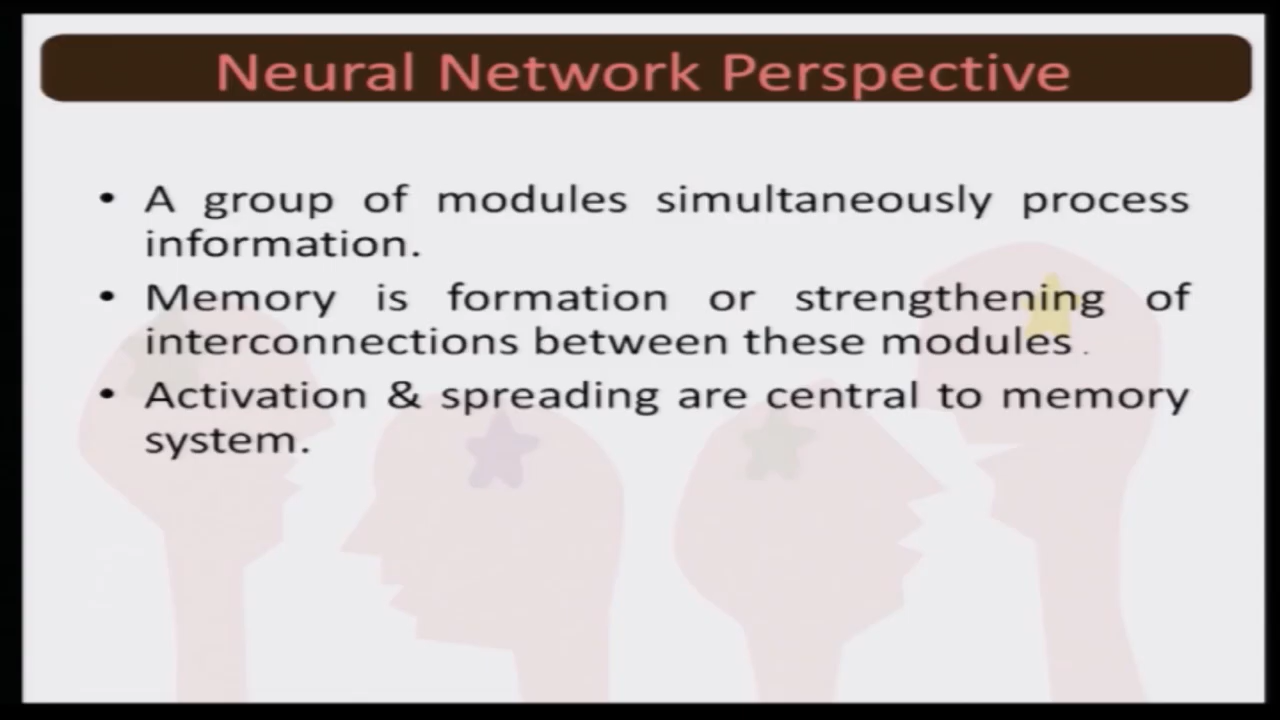 Neural Network Perspective
• A group of modules simultaneously process
information.
• Memory is formation or strengthening of
interconnections between these modules .
• Activation & spreading are central to memory
system.